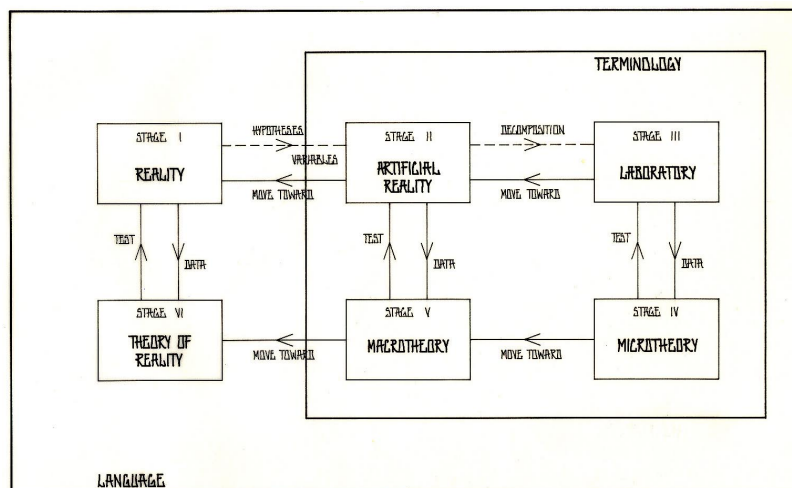 TERMINOLOGY
STAGE I
HYPOTHESES
STAGE II
DECOMPOSITION
STAGE III
REALITY
VARIABLES
ARTIFICIAL
REALITY
LABORATORY
MOVE TOWARD
MOVE TOWARD
TEST
DATA
TEST
DATA
TEST
DATA
STAGE VI
STAGE V
STAGE IV
THEORY OF
REALITY
MACROTHEORY
MICROTHEORY
MOVE TOWARD
MOVE TOWARD
LANGUAGE